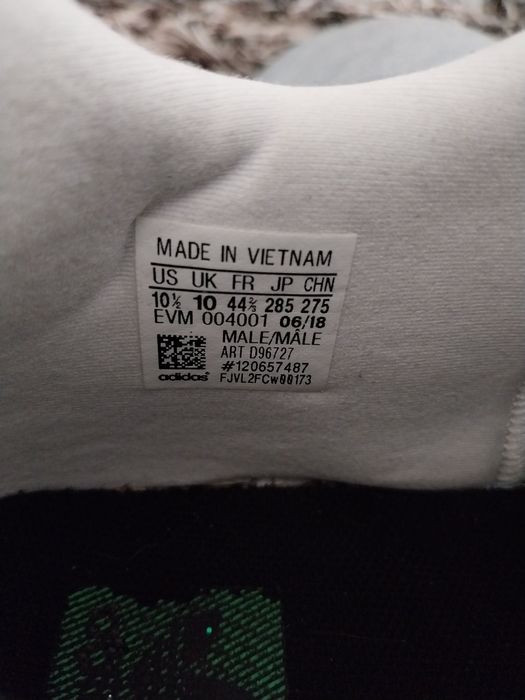 MADE IN VIETNAM
US UK FR JP CHN
10½ 10 44⅔ 285 275
EVM 004001 06/18
MALE/MÂLE
ART D96727
#120657487
adidas® FJVL2FCW00173